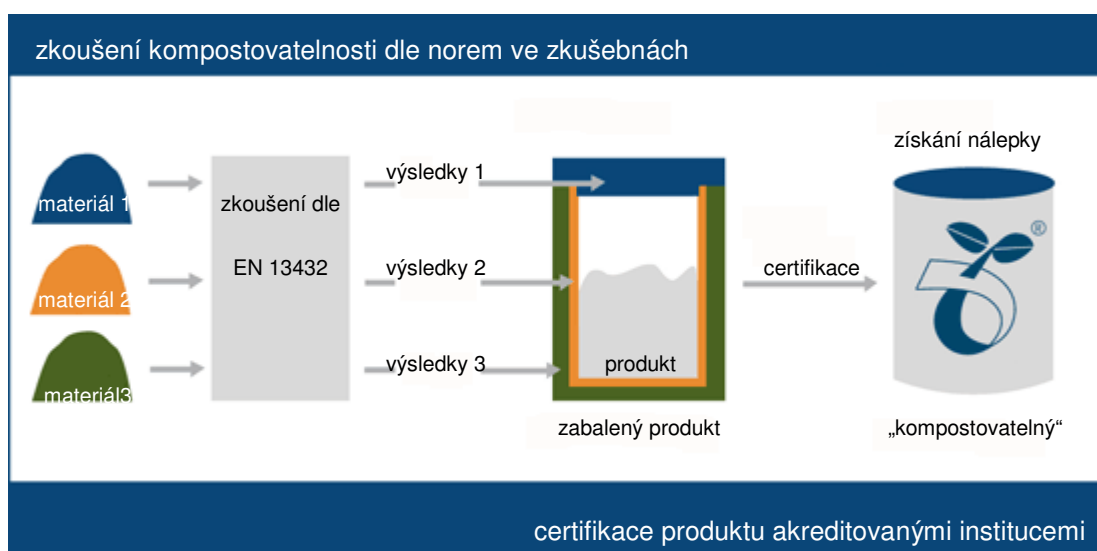 zkoušení kompostovatelnosti dle norem ve zkušebnách
získání nálepky
materiál 1
zkoušení dle
EN 13432
výsledky 1
materiál 2
výsledky 2
certifikace
®
materiál3
výsledky 3
produkt
zabalený produkt
„kompostovatelný“
certifikace produktu akreditovanými institucemi